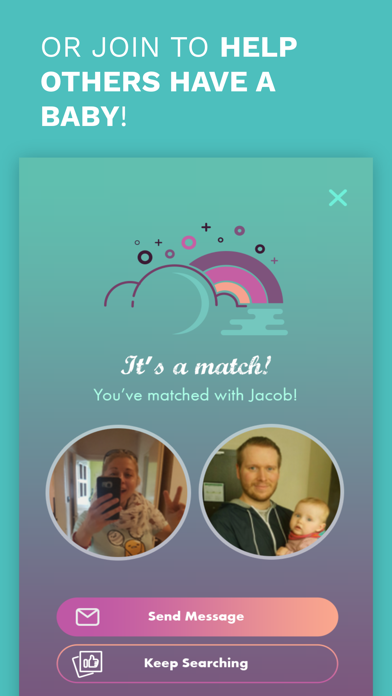 OR JOIN TO HELP
OTHERS HAVE A
BABY!
It's a match!
You've matched with Jacob!
Send Message
Keep Searching